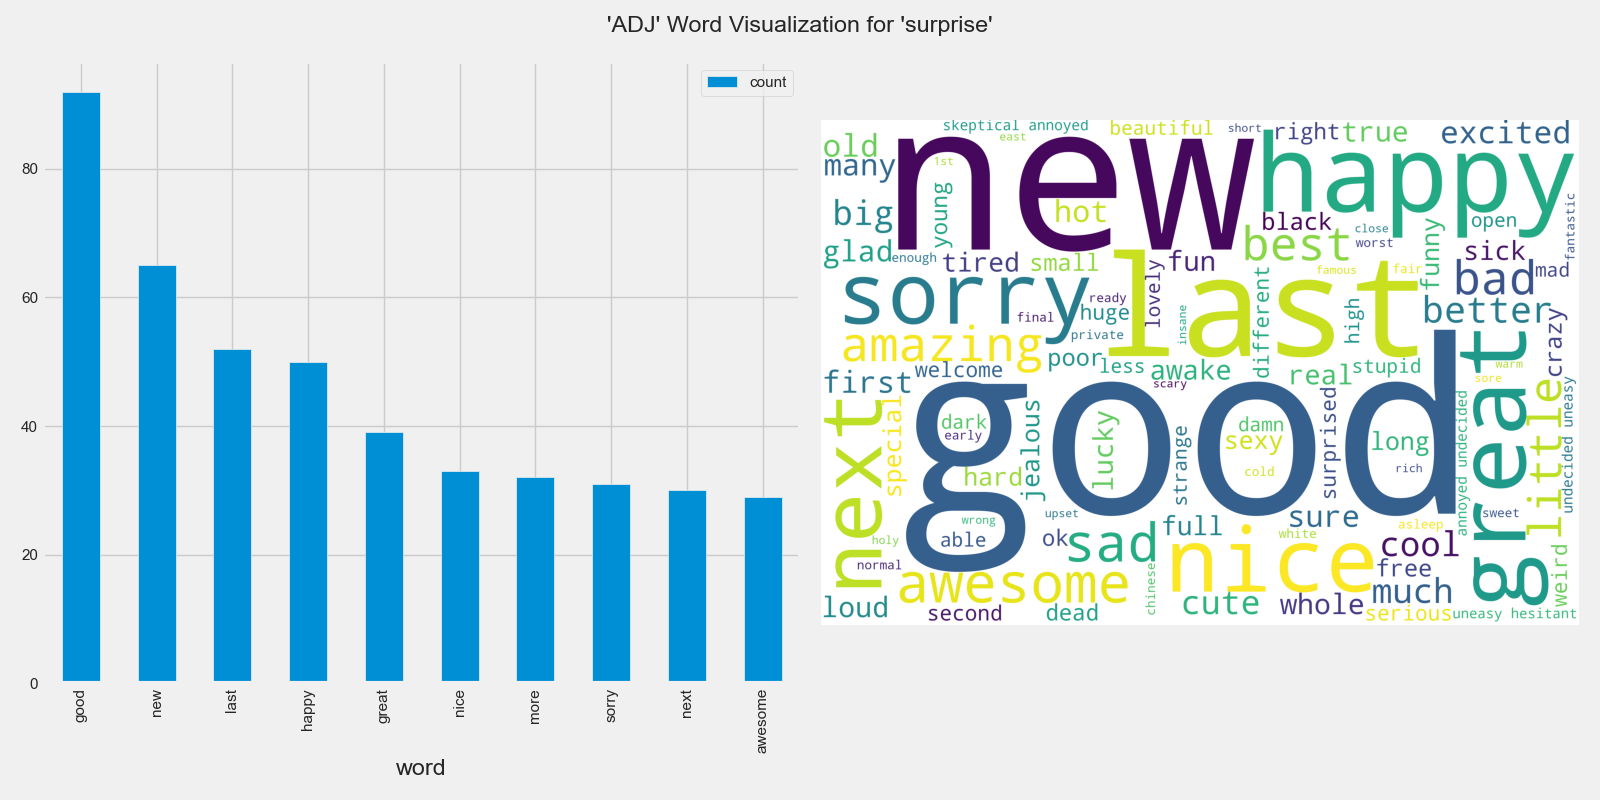 'ADJ' Word Visualization for 'surprise'
count
80
60
40
20
0
good
new
last
happy
great
nice
more
sorry
next
awesome
word
skeptical annoyed
east
beautiful
short
right
true
excited
old
many
1st
new
happy
big
young
hot
black
open
fantastic
glad
enough
tired
small
fun
best
close
worst
funny
sick
mad
sorry
ready
lovely
last
famous
fair
bad
final
huge
private
insane
different
high
better
amazing
poor
less
awake
real
stupid
crazy
first
welcome
scary
great
sore
warm
next
special
good
dark
early
jealous
lucky
strange
damn
sexy
cold
surprised
long
rich
annoyed undecided
little
undecided uneasy
hard
wrong
able
upset
ok
sad
full
sure
white
asleep
sweet
holy
normal
nice
cool
free
weird
awesome
loud
second
dead
chinese
cute
whole
much
serious
uneasy hesitant